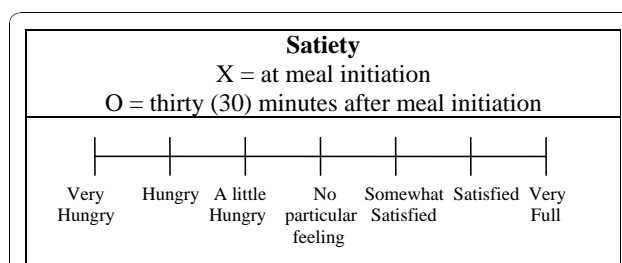 Satiety
X = at meal initiation
O = thirty (30) minutes after meal initiation
Very Hungry
Hungry
A little Hungry
No particular feeling
Somewhat Satisfied
Satisfied
Very Full